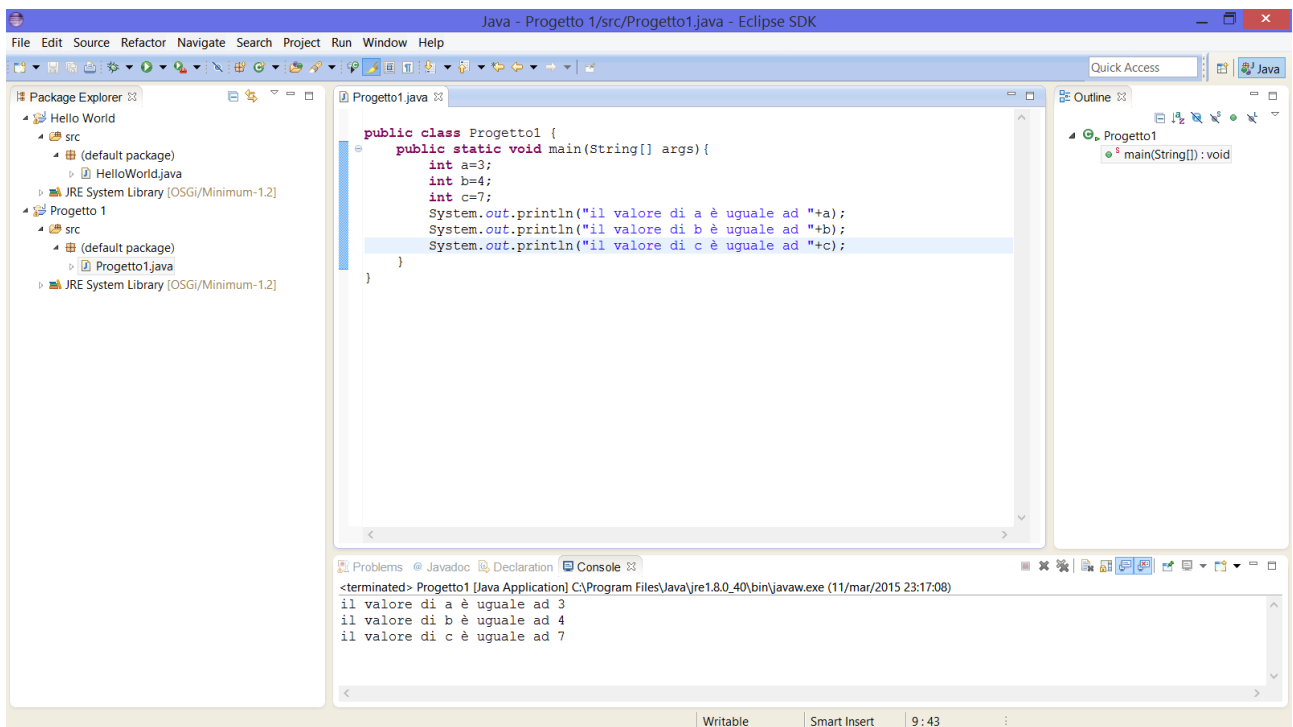 Java - Progetto 1/src/Progetto1.java - Eclipse SDK
File Edit Source Refactor Navigate Search Project Run Window Help
Quick Access
Java
Package Explorer
Hello World
src
(default package)
HelloWorld.java
JRE System Library [OSGi/Minimum-1.2]
Progetto 1
src
(default package)
Progetto1.java
JRE System Library [OSGi/Minimum-1.2]
Progetto1.java
public class Progetto1 {
public static void main(String[] args){
int a=3;
int b=4;
int c=7;
System.out.println("il valore di a è uguale ad "+a);
System.out.println("il valore di b è uguale ad "+b);
System.out.println("il valore di c è uguale ad "+c);
}
}
Outline
Progetto1
main(String[]) : void
Problems @ Javadoc Declaration Console
<terminated> Progetto1 [Java Application] C:\Program Files\Java\jre1.8.0_40\bin\javaw.exe (11/mar/2015 23:17:08)
il valore di a è uguale ad 3
il valore di b è uguale ad 4
il valore di c è uguale ad 7
Writable Smart Insert 9 : 43